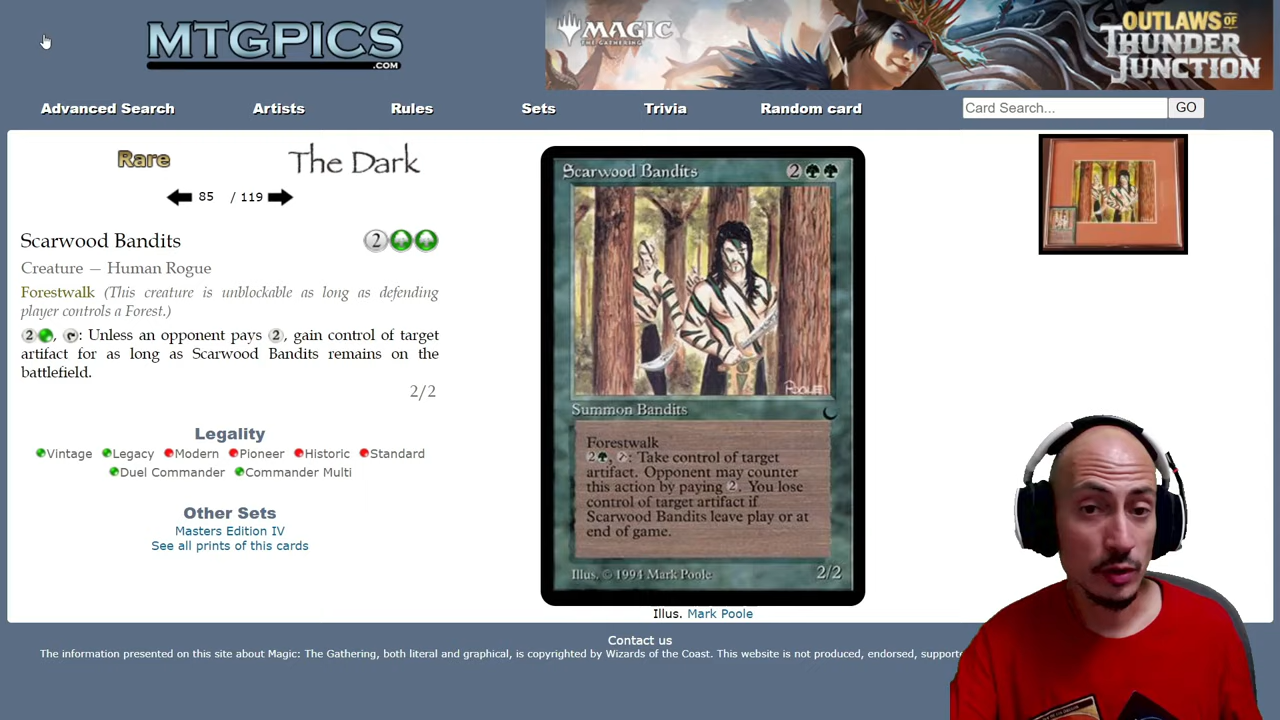 MTGPICS
.COM
MAGIC
THE GATHERING
OUTLAWS OF
THUNDER
JUNCTION
Advanced Search
Artists
Rules
Sets
Trivia
Random card
Card Search...
GO
Rare
The Dark
85 / 119
Scarwood Bandits
2
Creature — Human Rogue
Forestwalk (This creature is unblockable as long as defending
player controls a Forest.)
2 , : Unless an opponent pays 2, gain control of target
artifact for as long as Scarwood Bandits remains on the
battlefield.
2/2
Legality
Vintage Legacy Modern Pioneer Historic Standard
Duel Commander Commander Multi
Other Sets
Masters Edition IV
See all prints of this cards
Scarwood Bandits 2
POOLE
Summon Bandits
Forestwalk
2 , : Take control of target
artifact. Opponent may counter
this action by paying 2. You lose
control of target artifact if
Scarwood Bandits leave play or at
end of game.
Illus. © 1994 Mark Poole 2/2
Illus. Mark Poole
Contact us
The information presented on this site about Magic: The Gathering, both literal and graphical, is copyrighted by Wizards of the Coast. This website is not produced, endorsed,